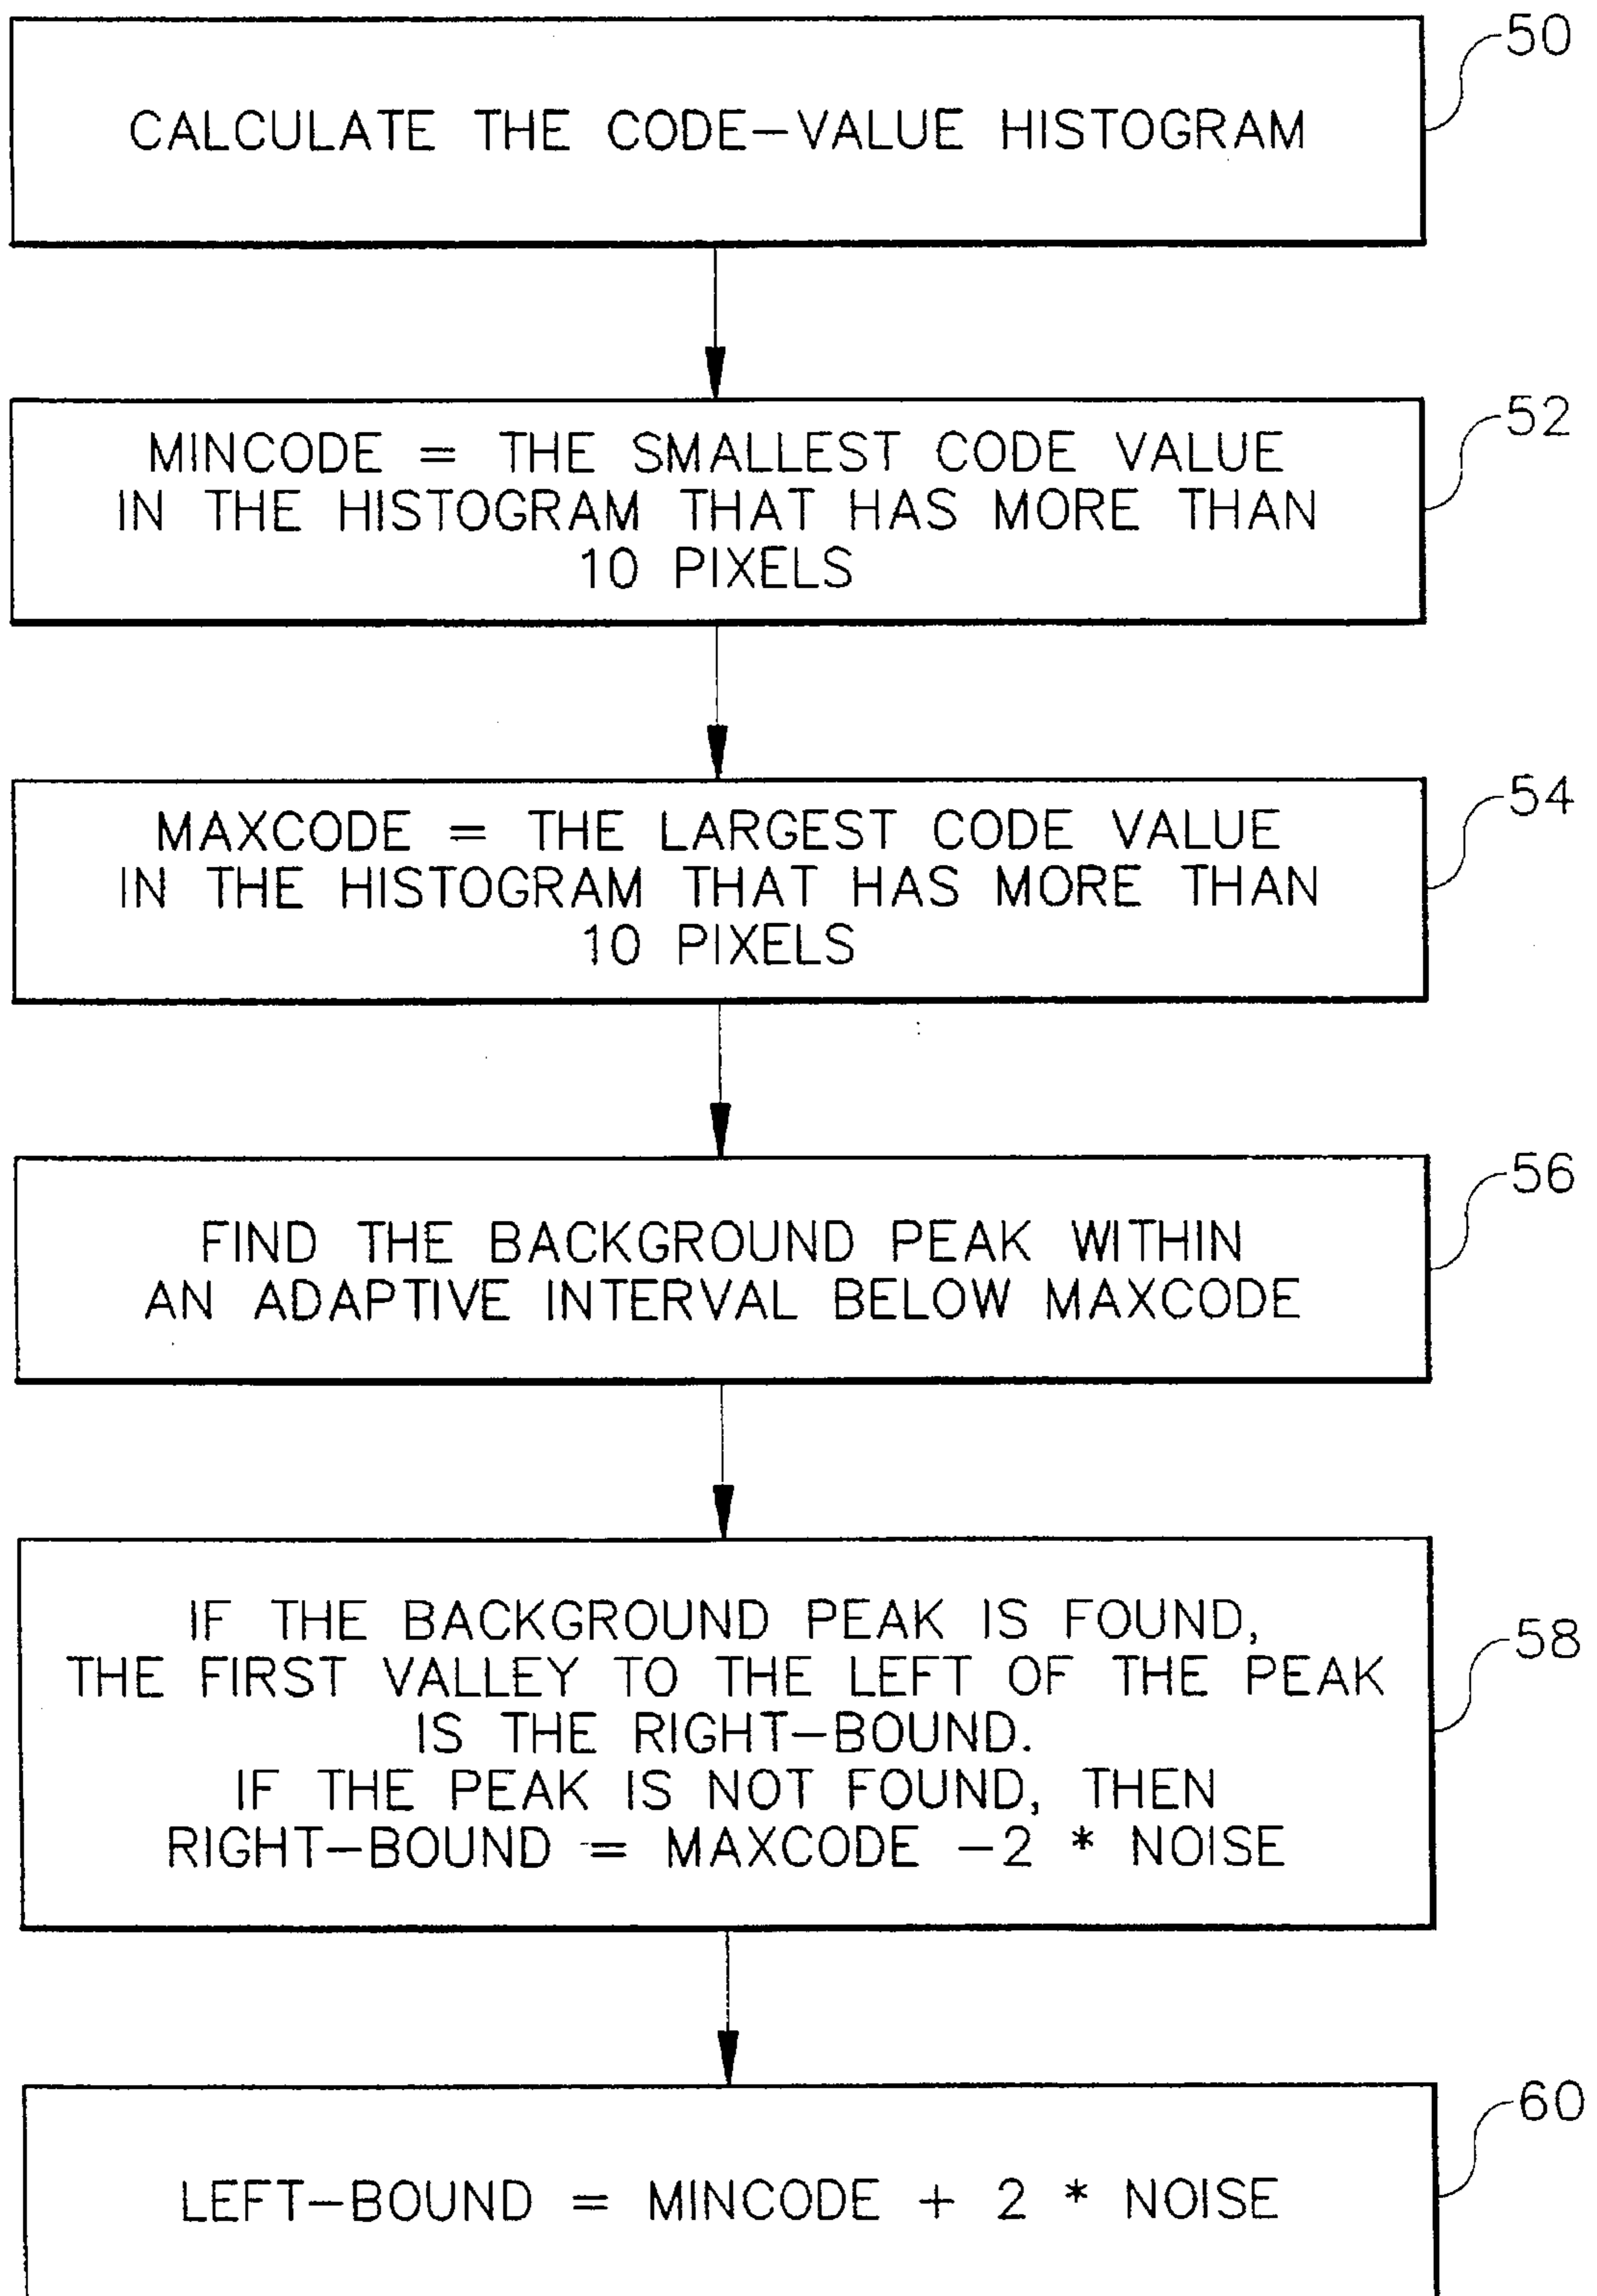 50
CALCULATE THE CODE-VALUE HISTOGRAM
52
MINCODE = THE SMALLEST CODE VALUE
IN THE HISTOGRAM THAT HAS MORE THAN
10 PIXELS
54
MAXCODE = THE LARGEST CODE VALUE
IN THE HISTOGRAM THAT HAS MORE THAN
10 PIXELS
56
FIND THE BACKGROUND PEAK WITHIN
AN ADAPTIVE INTERVAL BELOW MAXCODE
58
IF THE BACKGROUND PEAK IS FOUND,
THE FIRST VALLEY TO THE LEFT OF THE PEAK
IS THE RIGHT-BOUND.
IF THE PEAK IS NOT FOUND, THEN
RIGHT-BOUND = MAXCODE -2 * NOISE
60
LEFT-BOUND = MINCODE + 2 * NOISE